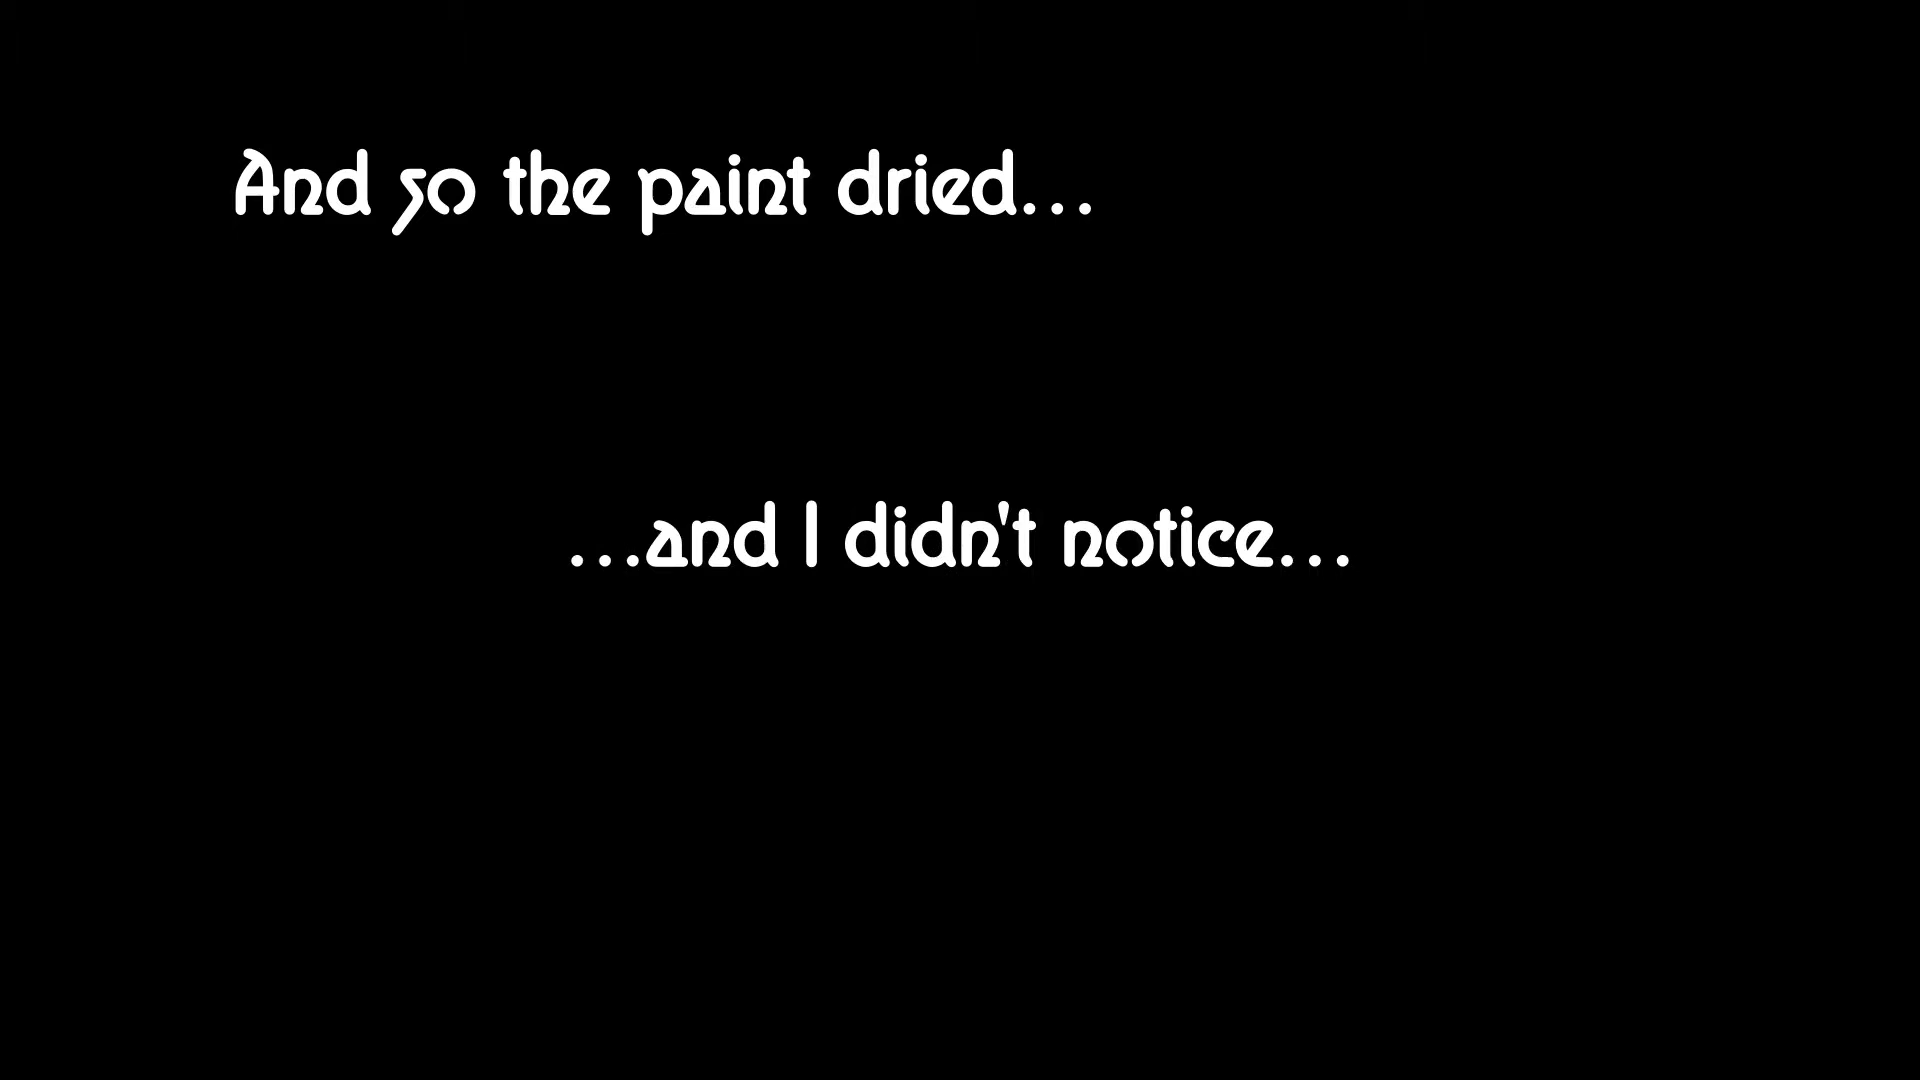 And so the paint dried...
...and I didn't notice...